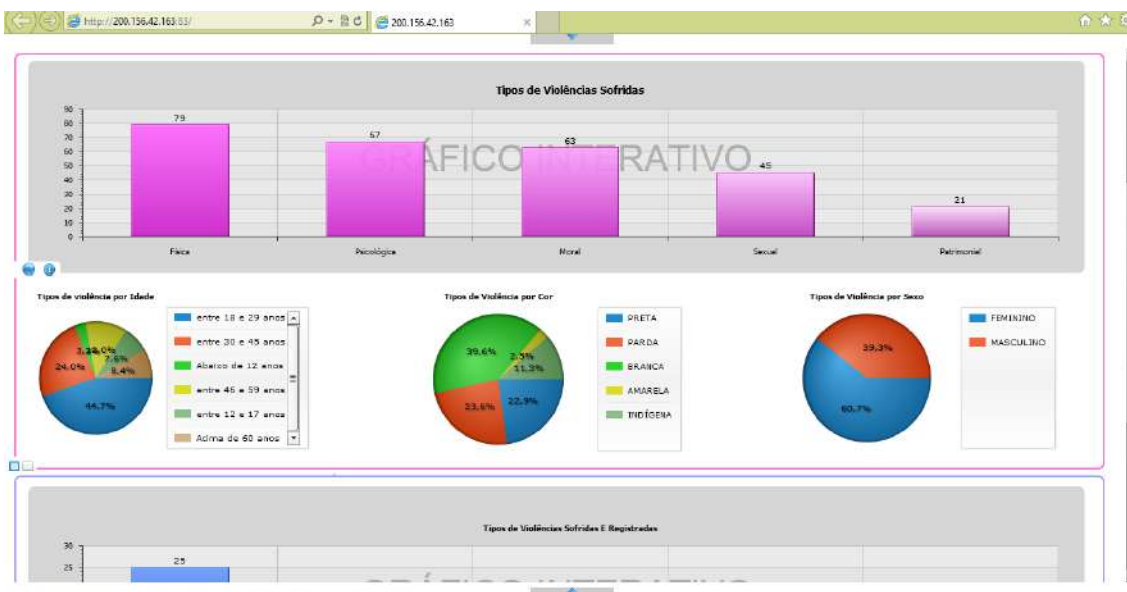 http://200.156.42.163:83/
200.156.42.163
Tipos de Violências Sofridas
GRÁFICO INTERATIVO
90
80
70
60
50
40
30
20
10
0
79
67
63
45
21
Física
Psicológica
Moral
Sexual
Patrimonial
Tipos de violência por Idade
24,0%
7,6%
8,4%
44,7%
entre 18 e 29 anos
entre 30 e 45 anos
Abaixo de 12 anos
entre 46 e 59 anos
entre 12 e 17 anos
Acima de 60 anos
Tipos de Violência por Cor
39,6%
2,5%
11,3%
23,6%
22,9%
PRETA
PARDA
BRANCA
AMARELA
INDÍGENA
Tipos de Violência por Sexo
39,3%
60,7%
FEMININO
MASCULINO
Tipos de Violências Sofridas E Registradas
30
25
25
GRÁFICO INTERATIVO